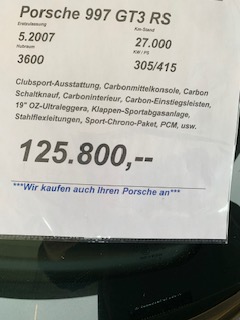 Porsche 997 GT3 RS
Erstzulassung Km-Stand
5.2007 27.000
Hubraum KW / PS
3600 305/415
Clubsport-Ausstattung, Carbonmittelkonsole, Carbon
Schaltknauf, Carboninterieur, Carbon-Einstiegsleisten,
19" OZ-Ultraleggera, Klappen-Sportabgasanlage,
Stahlflexleitungen, Sport-Chrono-Paket, PCM, usw.
125.800,--
***Wir kaufen auch Ihren Porsche an***